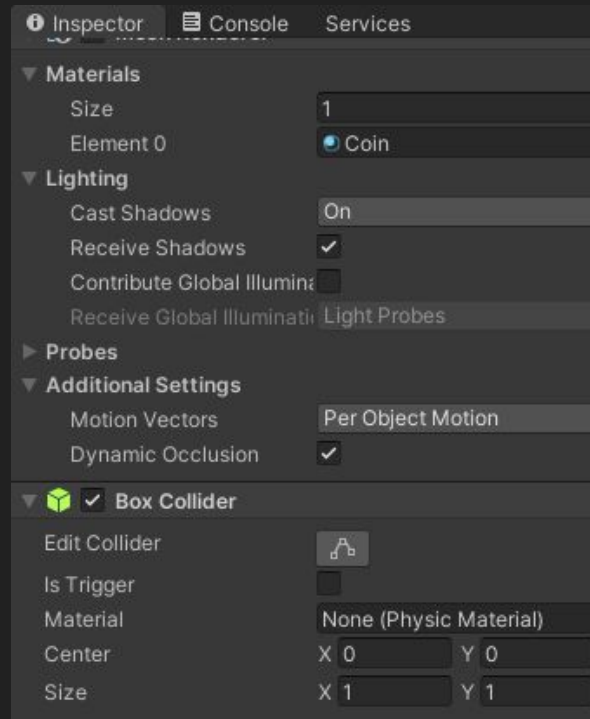 Inspector Console Services
Mesh Renderer
Materials
Size 1
Element 0 Coin
Lighting
Cast Shadows On
Receive Shadows
Contribute Global Illumina
Receive Global Illuminati Light Probes
Probes
Additional Settings
Motion Vectors Per Object Motion
Dynamic Occlusion
Box Collider
Edit Collider
Is Trigger
Material None (Physic Material)
Center X 0 Y 0
Size X 1 Y 1